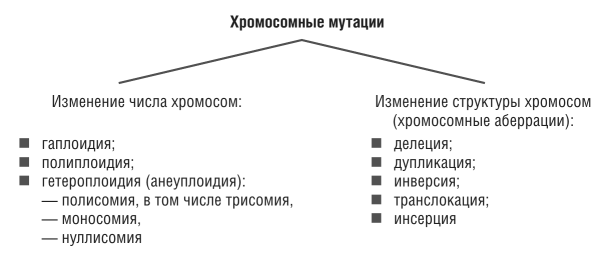 Хромосомные мутации
Изменение числа хромосом:
■ гаплоидия;
■ полиплоидия;
■ гетероплоидия (анеуплоидия):
— полисомия, в том числе трисомия,
— моносомия,
— нуллисомия
Изменение структуры хромосом
(хромосомные аберрации):
■ делеция;
■ дупликация;
■ инверсия;
■ транслокация;
■ инсерция